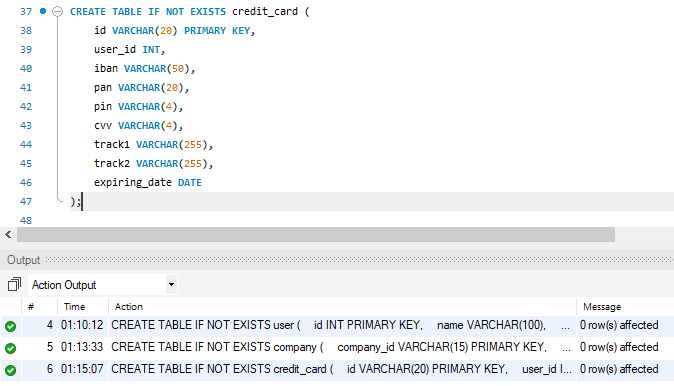 37 CREATE TABLE IF NOT EXISTS credit_card (
38 id VARCHAR(20) PRIMARY KEY,
39 user_id INT,
40 iban VARCHAR(50),
41 pan VARCHAR(20),
42 pin VARCHAR(4),
43 cvv VARCHAR(4),
44 track1 VARCHAR(255),
45 track2 VARCHAR(255),
46 expiring_date DATE
47 );
48
Output
Action Output
# Time Action Message
4 01:10:12 CREATE TABLE IF NOT EXISTS user ( id INT PRIMARY KEY, name VARCHAR(100), ... 0 row(s) affected
5 01:13:33 CREATE TABLE IF NOT EXISTS company ( company_id VARCHAR(15) PRIMARY KEY, ... 0 row(s) affected
6 01:15:07 CREATE TABLE IF NOT EXISTS credit_card ( id VARCHAR(20) PRIMARY KEY, user_id I... 0 row(s) affected